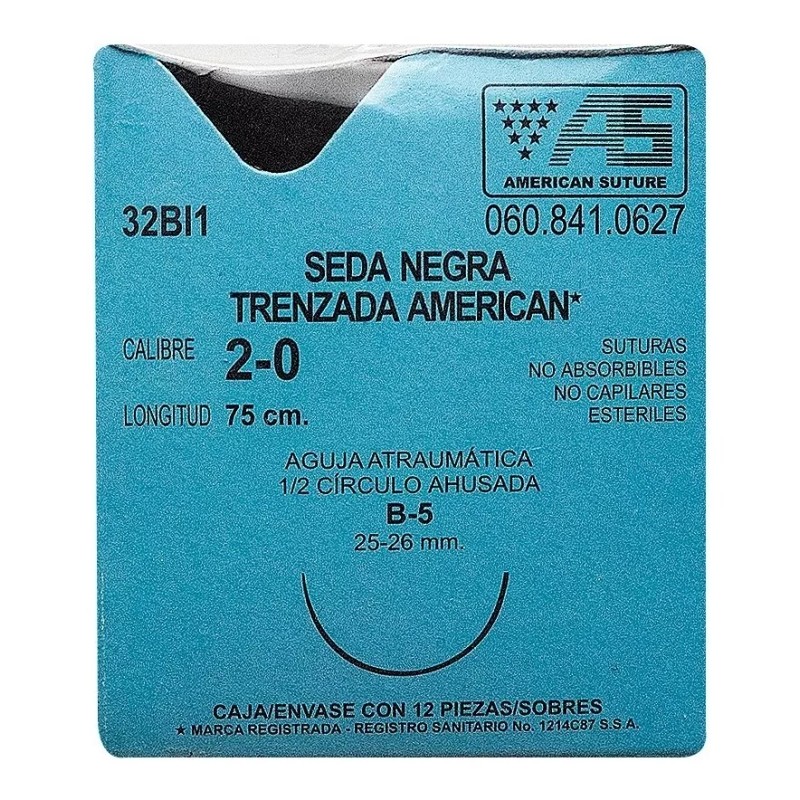 AS
AMERICAN SUTURE
32BI1
060.841.0627
SEDA NEGRA
TRENZADA AMERICAN*
CALIBRE 2-0
LONGITUD 75 cm.
SUTURAS
NO ABSORBIBLES
NO CAPILARES
ESTERILES
AGUJA ATRAUMÁTICA
1/2 CÍRCULO AHUSADA
B-5
25-26 mm.
CAJA/ENVASE CON 12 PIEZAS/SOBRES
* MARCA REGISTRADA - REGISTRO SANITARIO No. 1214C87 S.S.A.